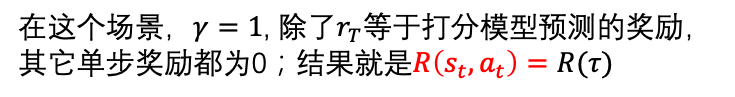 在这个场景，γ = 1, 除了r_T等于打分模型预测的奖励，
其它单步奖励都为0；结果就是R(s_t, a_t) = R(τ)